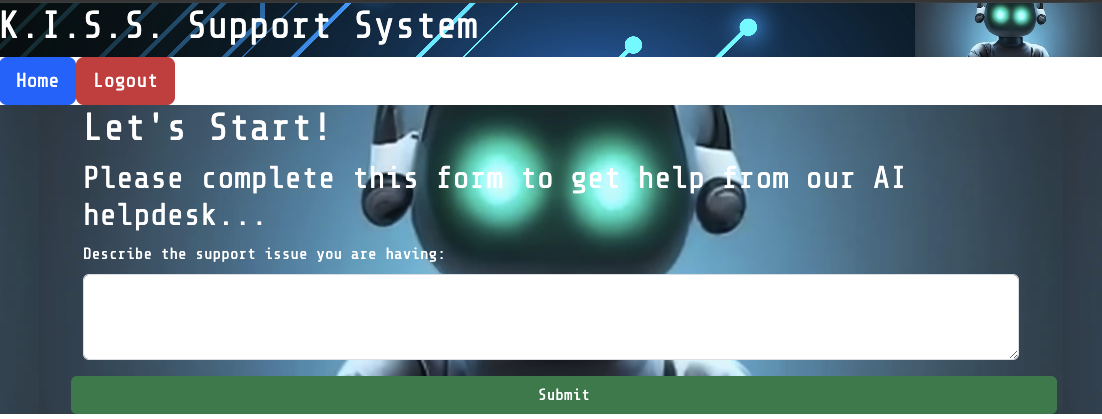 K.I.S.S. Support System
Home Logout
Let's Start!
Please complete this form to get help from our AI
helpdesk...
Describe the support issue you are having:
Submit